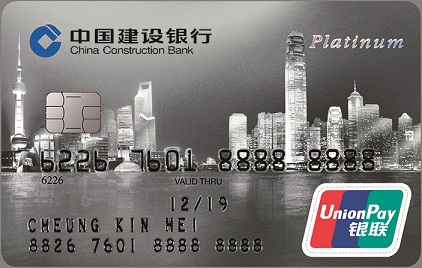 中国建设银行
China Construction Bank
Platinum
6226 7601 8888 8888
6226
VALID THRU
12/19
CHEUNG KIN MEI
8826 7601 8888 8888
UnionPay
银联